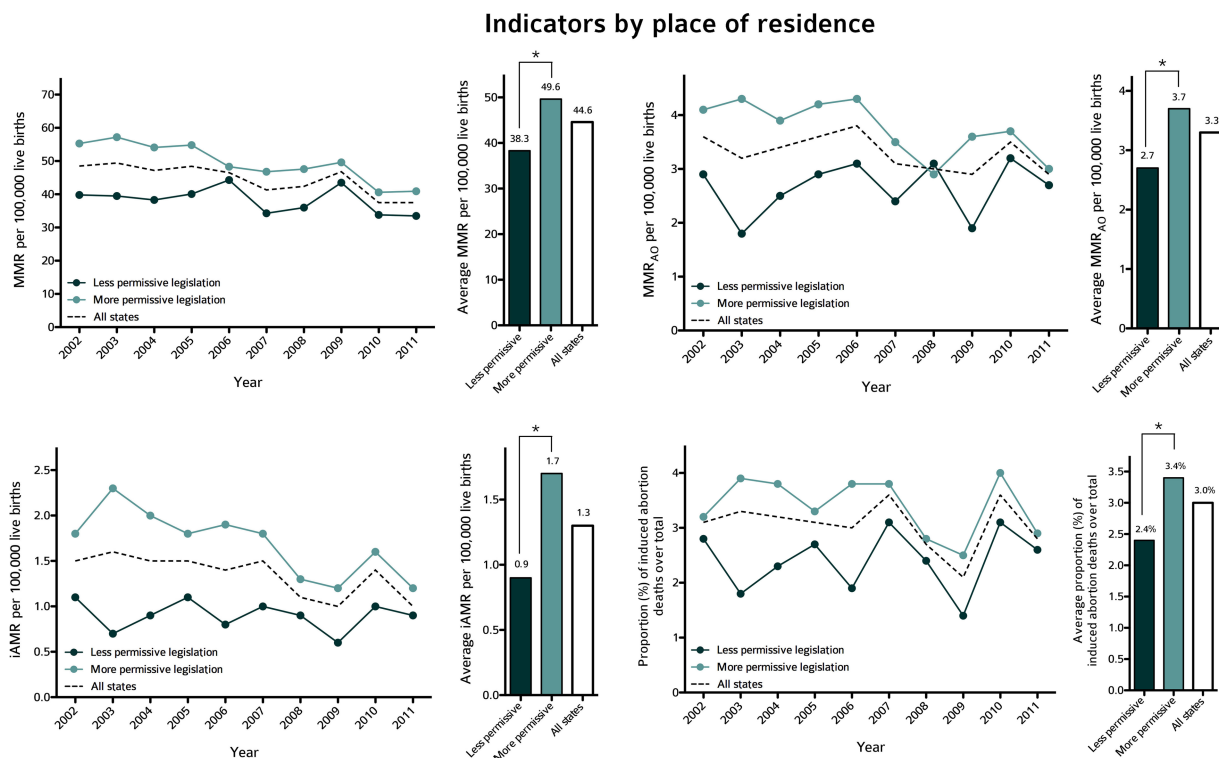 Indicators by place of residence
MMR per 100,000 live births
70
60
50
40
30
20
10
0
Less permissive legislation
More permissive legislation
All states
2002
2003
2004
2005
2006
2007
2008
2009
2010
2011
Year
Average MMR per 100,000 live births
50
40
30
20
10
0
*
38.3
49.6
44.6
Less permissive
More permissive
All states
MMRAO per 100,000 live births
4
3
2
1
0
Less permissive legislation
More permissive legislation
All states
2002
2003
2004
2005
2006
2007
2008
2009
2010
2011
Year
Average MMRAO per 100,000 live births
4
3
2
1
0
*
2.7
3.7
3.3
Less permissive
More permissive
All states
iAMR per 100,000 live births
2.5
2.0
1.5
1.0
0.5
0.0
Less permissive legislation
More permissive legislation
All states
2002
2003
2004
2005
2006
2007
2008
2009
2010
2011
Year
Average iAMR per 100,000 live births
1.5
1.0
0.5
0.0
*
0.9
1.7
1.3
Less permissive
More permissive
All states
Proportion (%) of induced abortion
deaths over total
4
3
2
1
0
Less permissive legislation
More permissive legislation
All states
2002
2003
2004
2005
2006
2007
2008
2009
2010
2011
Year
Average proportion (%) of
induced abortion deaths over total
3.5
3.0
2.5
2.0
1.5
1.0
0.5
0.0
*
2.4%
3.4%
3.0%
Less permissive
More permissive
All states